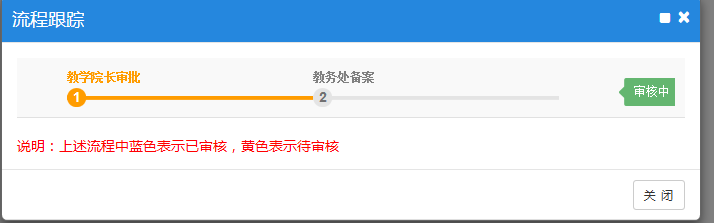 流程跟踪
教学院长审批
教务处备案
1
2
审核中
说明：上述流程中蓝色表示已审核，黄色表示待审核
关 闭